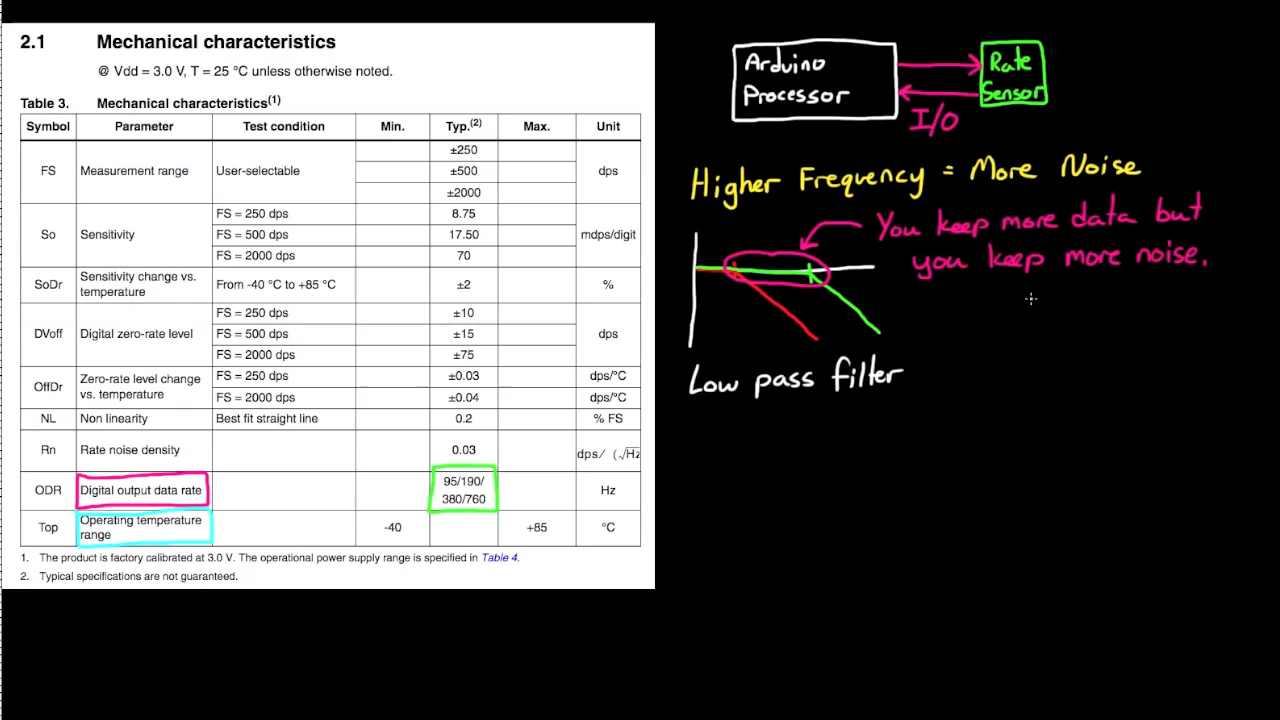 2.1 Mechanical characteristics
@ Vdd = 3.0 V, T = 25 °C unless otherwise noted.
Table 3. Mechanical characteristics(1)
Symbol Parameter Test condition Min. Typ.(2) Max. Unit
±250
FS Measurement range User-selectable ±500 dps
±2000
FS = 250 dps 8.75
So Sensitivity FS = 500 dps 17.50 mdps/digit
FS = 2000 dps 70
SoDr Sensitivity change vs. From -40 °C to +85 °C ±2 %
temperature
FS = 250 dps ±10
DVoff Digital zero-rate level FS = 500 dps ±15 dps
FS = 2000 dps ±75
OffDr Zero-rate level change FS = 250 dps ±0.03 dps/°C
vs. temperature FS = 2000 dps ±0.04 dps/°C
NL Non linearity Best fit straight line 0.2 % FS
Rn Rate noise density 0.03 dps/(√Hz
ODR Digital output data rate 95/190/ Hz
380/760
Top Operating temperature -40 +85 °C
range
1. The product is factory calibrated at 3.0 V. The operational power supply range is specified in Table 4.
2. Typical specifications are not guaranteed.
Arduino
Processor
Rate
Sensor
I/O
Higher Frequency = More Noise
You keep more data but
you keep more noise.
Low pass filter